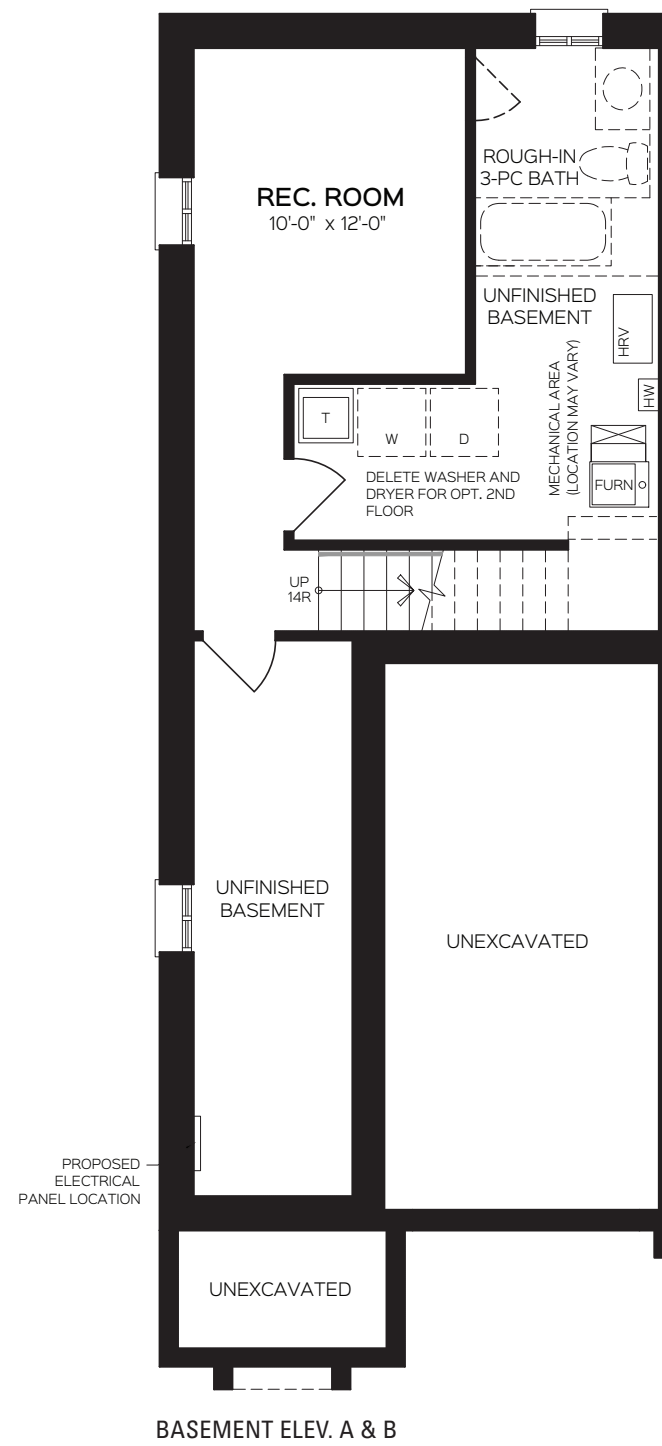 REC. ROOM
10'-0" x 12'-0"
ROUGH-IN
3-PC BATH
UNFINISHED
BASEMENT
HRV
HW
MECHANICAL AREA
(LOCATION MAY VARY)
FURN
T
W
D
DELETE WASHER AND
DRYER FOR OPT. 2ND
FLOOR
UP
14R
UNFINISHED
BASEMENT
UNEXCAVATED
PROPOSED
ELECTRICAL
PANEL LOCATION
UNEXCAVATED
BASEMENT ELEV. A & B